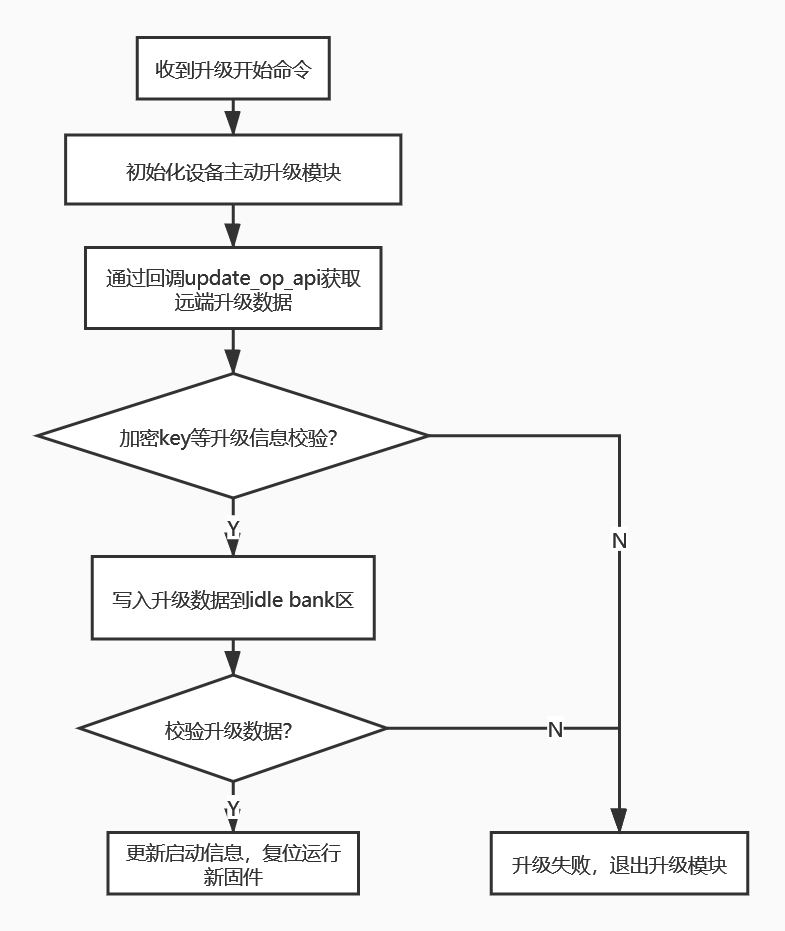 收到升级开始命令
初始化设备主动升级模块
通过回调update_op_api获取
远端升级数据
加密key等升级信息校验?
Y
N
写入升级数据到idle bank区
校验升级数据?
N
Y
更新启动信息，复位运行
新固件
升级失败，退出升级模块